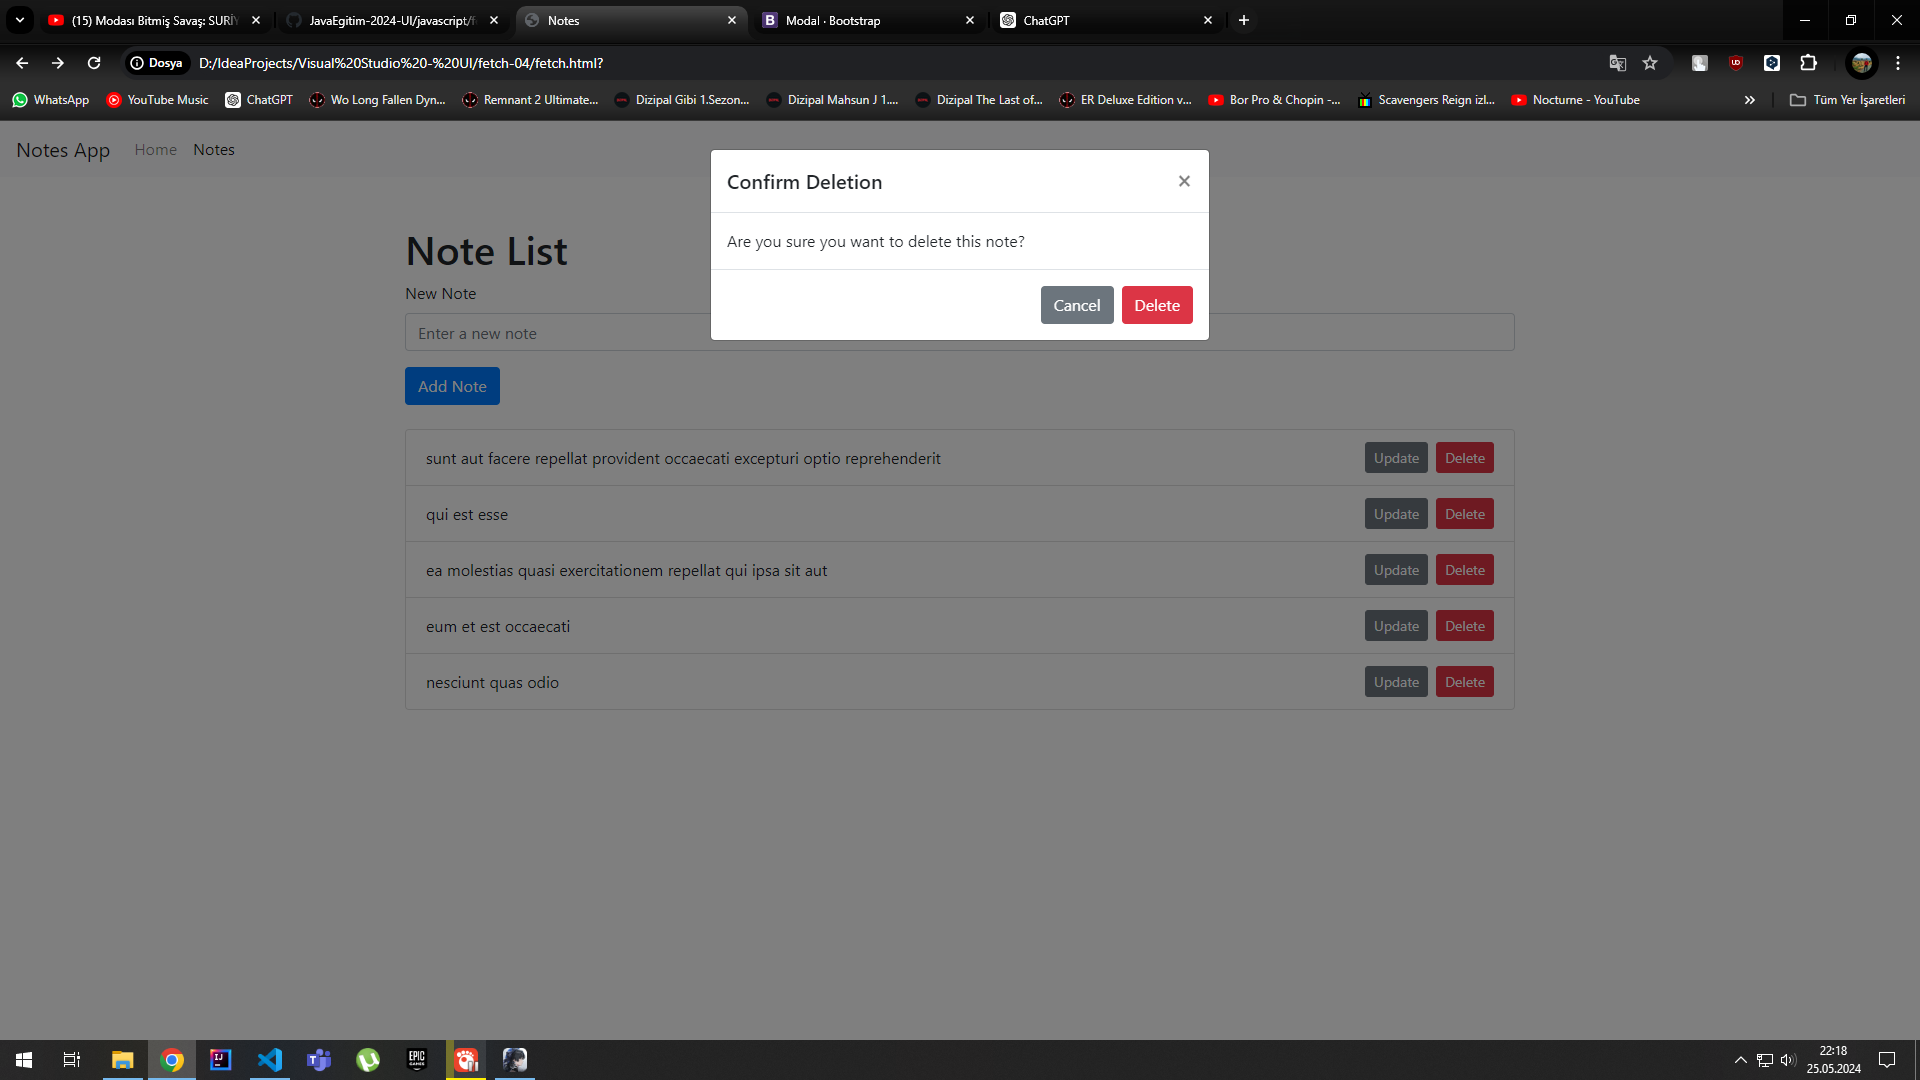 (15) Modası Bitmiş Savaş: SURİY
JavaEgitim-2024-UI/javascript/f
Notes
Modal · Bootstrap
ChatGPT
Dosya
D:/IdeaProjects/Visual%20Studio%20-%20UI/fetch-04/fetch.html?
WhatsApp
YouTube Music
ChatGPT
Wo Long Fallen Dyn...
Remnant 2 Ultimate...
Dizipal Gibi 1.Sezon...
Dizipal Mahsun J 1....
Dizipal The Last of...
ER Deluxe Edition v...
Bor Pro & Chopin -...
Scavengers Reign izl...
Nocturne - YouTube
Tüm Yer İşaretleri
Notes App
Home
Notes
Confirm Deletion
Are you sure you want to delete this note?
Cancel
Delete
Note List
New Note
Enter a new note
Add Note
sunt aut facere repellat provident occaecati excepturi optio reprehenderit
Update
Delete
qui est esse
Update
Delete
ea molestias quasi exercitationem repellat qui ipsa sit aut
Update
Delete
eum et est occaecati
Update
Delete
nesciunt quas odio
Update
Delete
EPIC
GAMES
22:18
25.05.2024